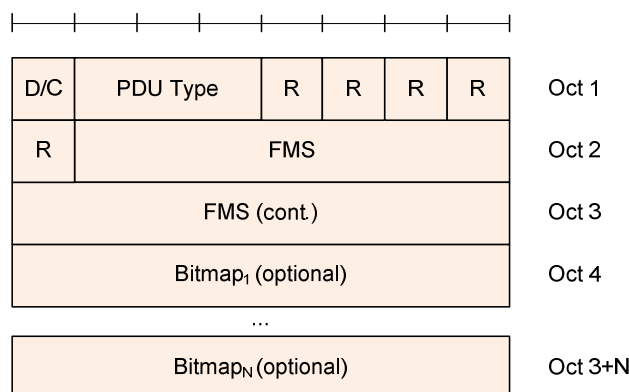 D/C PDU Type R R R R Oct 1
R FMS Oct 2
FMS (cont.) Oct 3
Bitmap1 (optional) Oct 4
...
BitmapN (optional) Oct 3+N